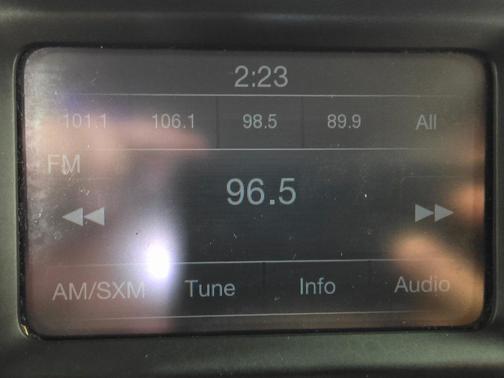 2:23
101.1 106.1 98.5 89.9 All
FM
96.5
AM/SXM Tune Info Audio